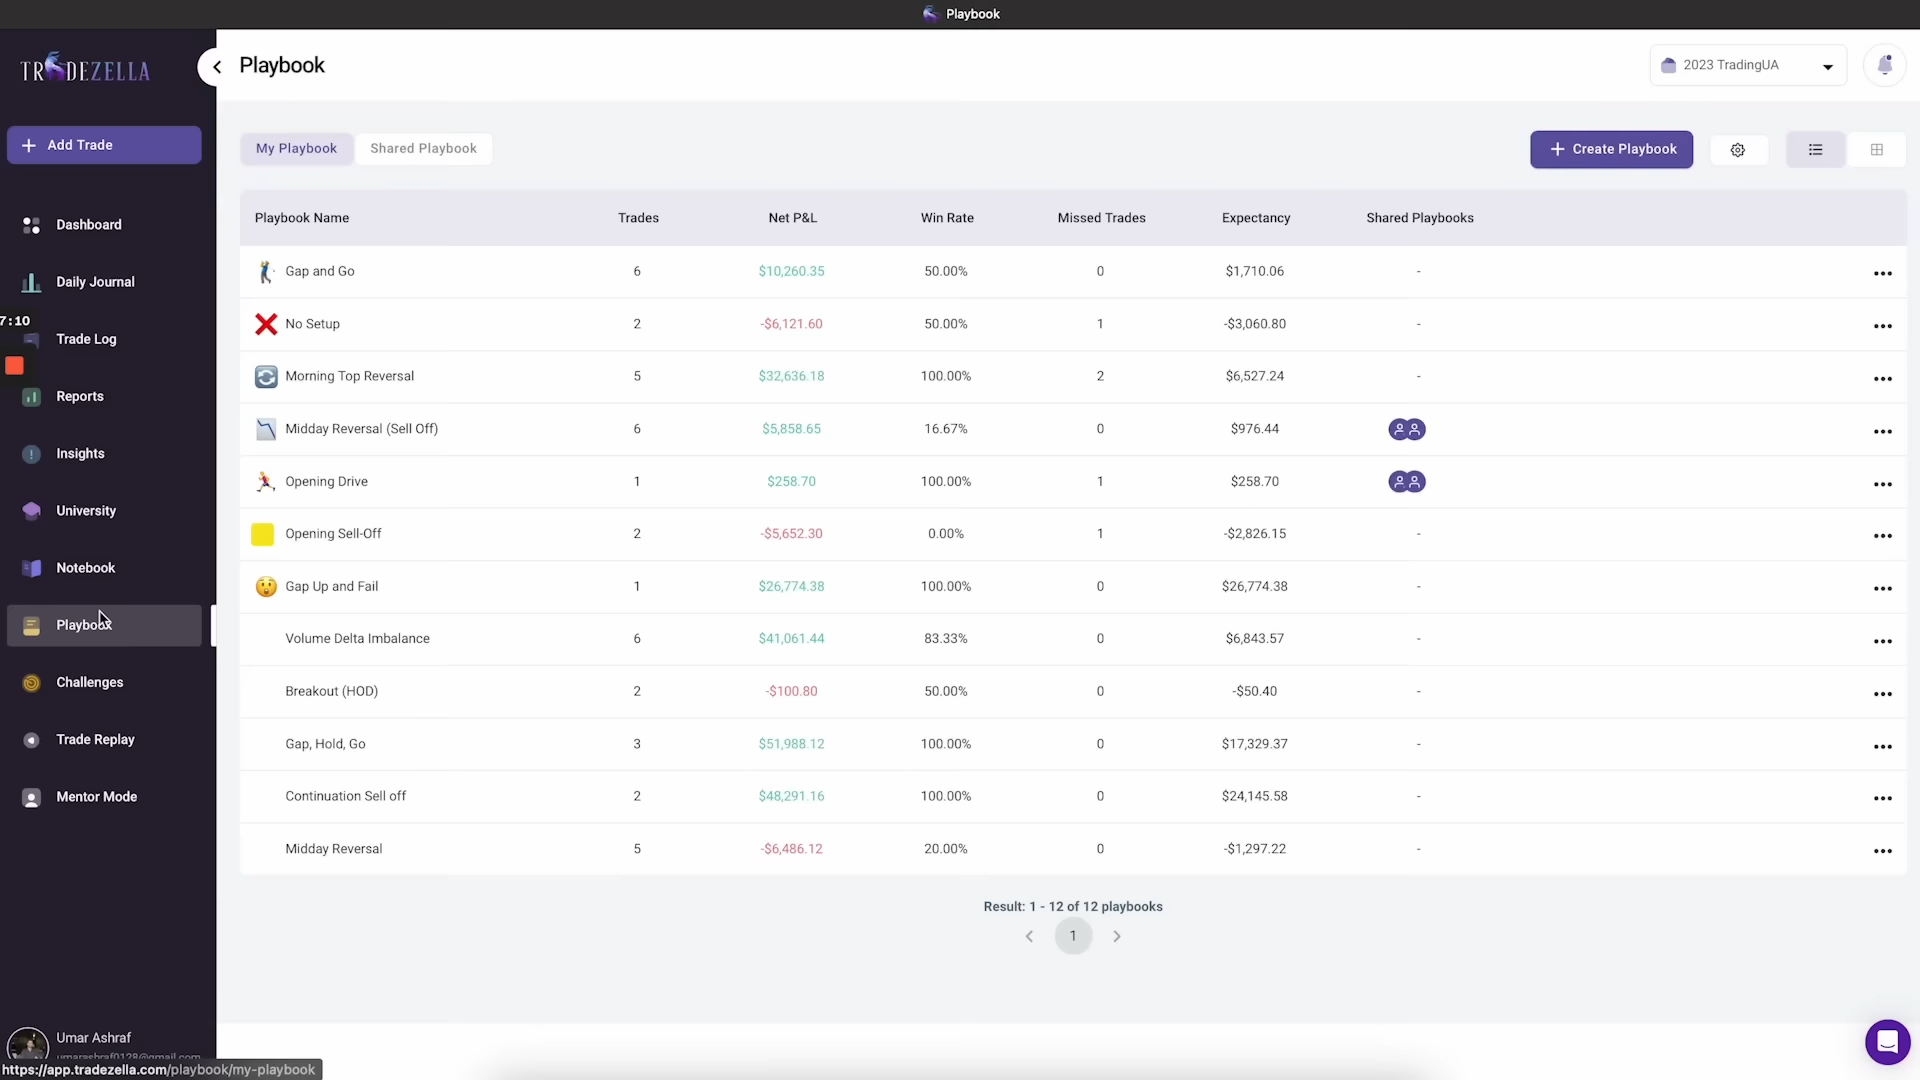 Playbook
TRADEZELLA
Playbook
2023 TradingUA
Add Trade
My Playbook
Shared Playbook
Create Playbook
Dashboard
Daily Journal
7:10
Trade Log
Reports
Insights
University
Notebook
Playbook
Challenges
Trade Replay
Mentor Mode
Playbook Name Trades Net P&L Win Rate Missed Trades Expectancy Shared Playbooks
Gap and Go 6 $10,260.35 50.00% 0 $1,710.06 -
No Setup 2 -$6,121.60 50.00% 1 -$3,060.80 -
Morning Top Reversal 5 $32,636.18 100.00% 2 $6,527.24 -
Midday Reversal (Sell Off) 6 $5,858.65 16.67% 0 $976.44
Opening Drive 1 $258.70 100.00% 1 $258.70
Opening Sell-Off 2 -$5,652.30 0.00% 1 -$2,826.15 -
Gap Up and Fail 1 $26,774.38 100.00% 0 $26,774.38 -
Volume Delta Imbalance 6 $41,061.44 83.33% 0 $6,843.57 -
Breakout (HOD) 2 -$100.80 50.00% 0 -$50.40 -
Gap, Hold, Go 3 $51,988.12 100.00% 0 $17,329.37 -
Continuation Sell off 2 $48,291.16 100.00% 0 $24,145.58 -
Midday Reversal 5 -$6,486.12 20.00% 0 -$1,297.22 -
Result: 1 - 12 of 12 playbooks
1
Umar Ashraf
umarashraf0128@gmail.com
https://app.tradezella.com/playbook/my-playbook